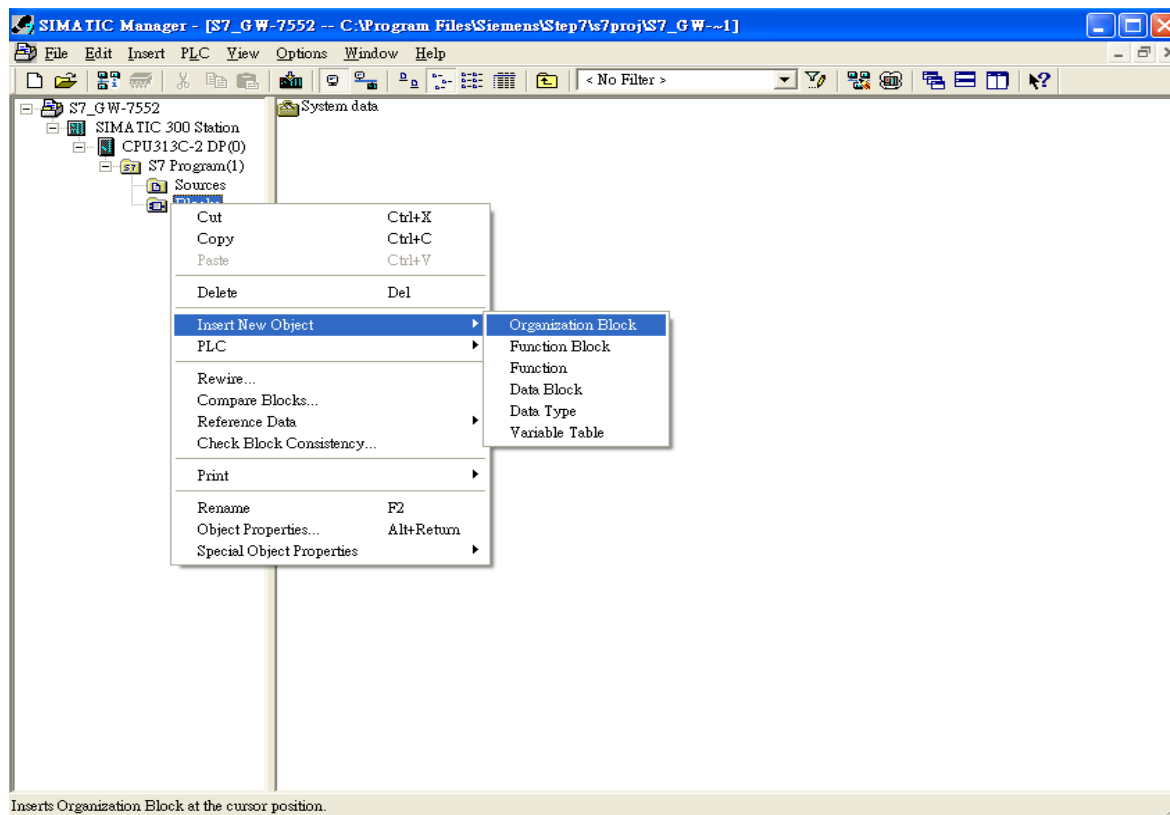 SIMATIC Manager - [S7_GW-7552 -- C:\Program Files\Siemens\Step7\s7proj\S7_GW-~1]
File Edit Insert PLC View Options Window Help
< No Filter >
S7_GW-7552
System data
SIMATIC 300 Station
CPU313C-2 DP(0)
S7 Program(1)
Sources
Blocks
Cut Ctrl+X
Copy Ctrl+C
Paste Ctrl+V
Delete Del
Insert New Object
Organization Block
PLC
Function Block
Function
Rewire...
Data Block
Compare Blocks...
Data Type
Reference Data
Variable Table
Check Block Consistency...
Print
Rename F2
Object Properties... Alt+Return
Special Object Properties
Inserts Organization Block at the cursor position.